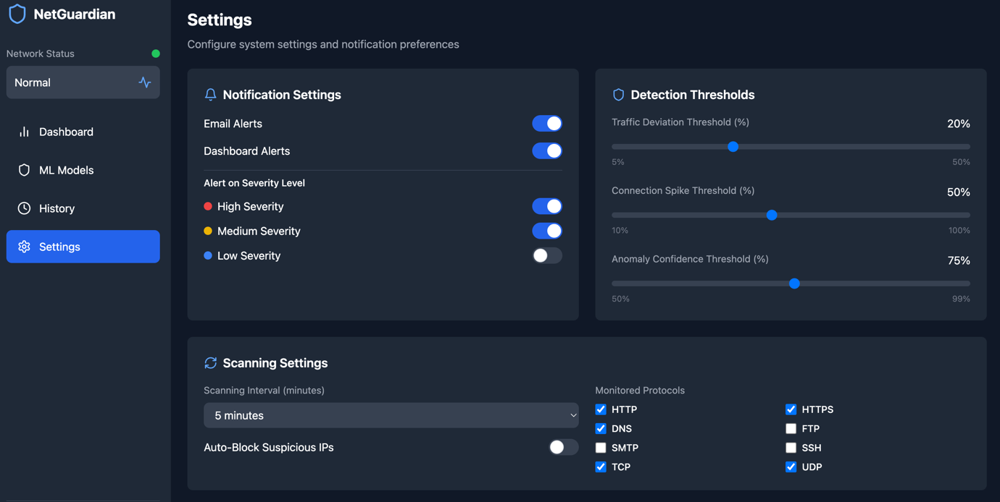 NetGuardian
Network Status
Normal
Dashboard
ML Models
History
Settings
Settings
Configure system settings and notification preferences
Notification Settings
Email Alerts
Dashboard Alerts
Alert on Severity Level
High Severity
Medium Severity
Low Severity
Detection Thresholds
Traffic Deviation Threshold (%) 20%
5% 50%
Connection Spike Threshold (%) 50%
10% 100%
Anomaly Confidence Threshold (%) 75%
50% 99%
Scanning Settings
Scanning Interval (minutes)
5 minutes
Auto-Block Suspicious IPs
Monitored Protocols
HTTP HTTPS
DNS FTP
SMTP SSH
TCP UDP